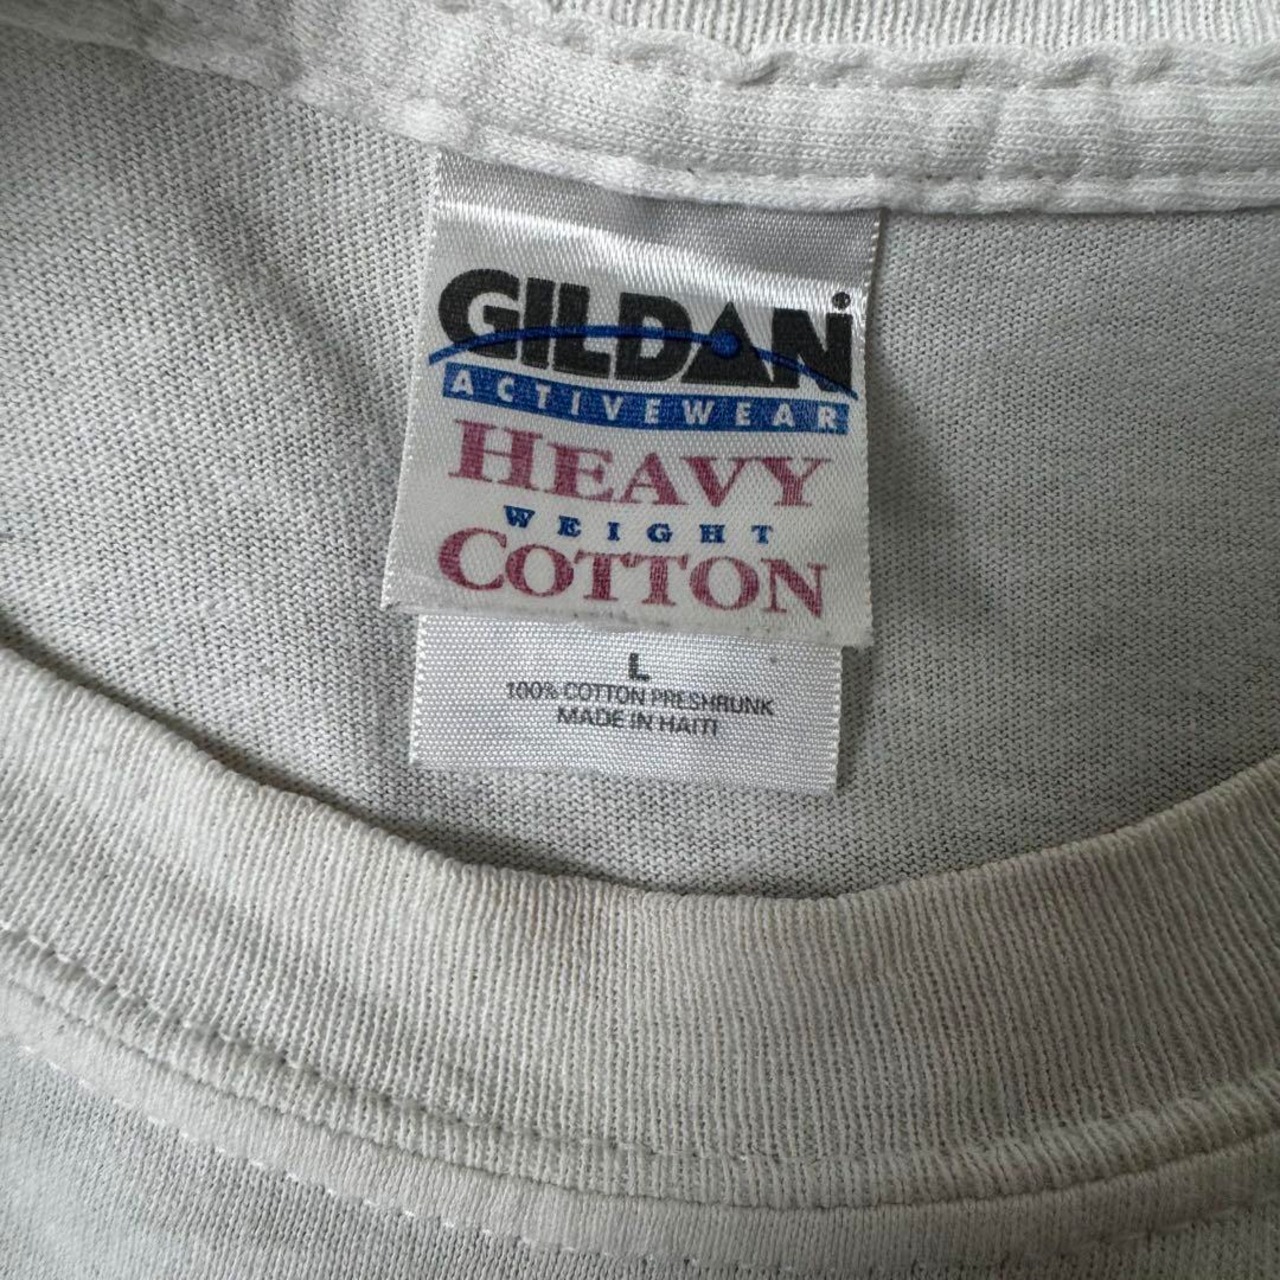 GILDAN
ACTIVEWEAR
HEAVY
WEIGHT
COTTON
L
100% COTTON PRESHRUNK
MADE IN HAITI